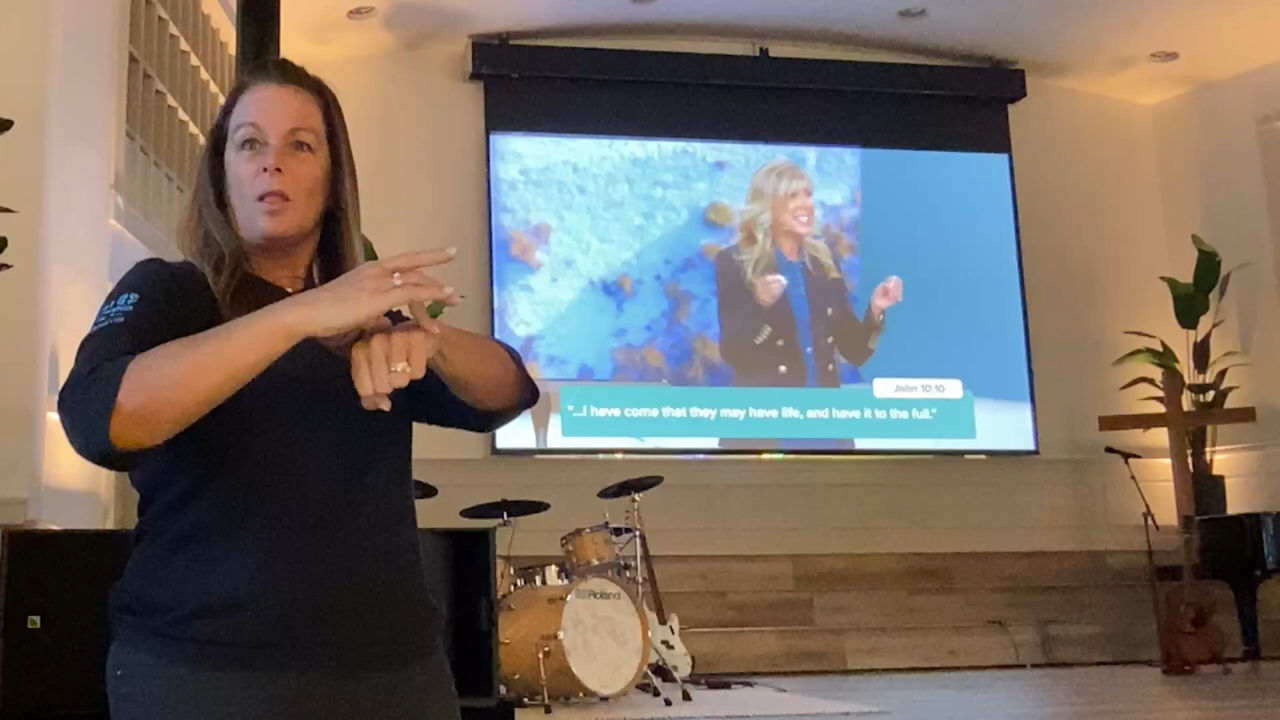 John 10:10
"...I have come that they may have life, and have it to the full."
Roland